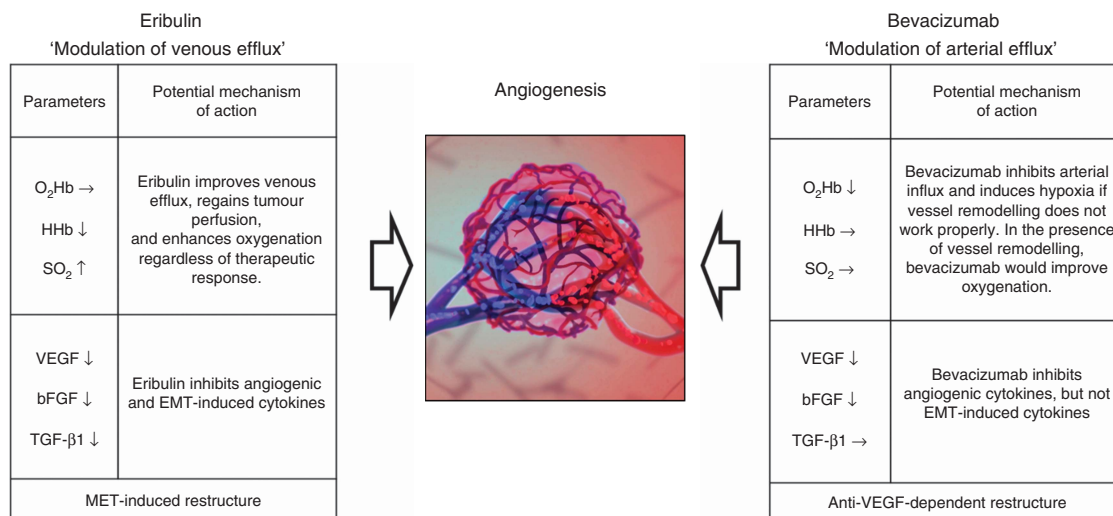 Eribulin
‘Modulation of venous efflux’
Parameters
Potential mechanism
of action
O₂Hb →
HHb ↓
SO₂ ↑
Eribulin improves venous
efflux, regains tumour
perfusion,
and enhances oxygenation
regardless of therapeutic
response.
VEGF ↓
bFGF ↓
TGF-β1 ↓
Eribulin inhibits angiogenic
and EMT-induced cytokines
MET-induced restructure
Angiogenesis
Bevacizumab
‘Modulation of arterial efflux’
Parameters
Potential mechanism
of action
O₂Hb ↓
HHb →
SO₂ →
Bevacizumab inhibits arterial
influx and induces hypoxia if
vessel remodelling does not
work properly. In the presence
of vessel remodelling,
bevacizumab would improve
oxygenation.
VEGF ↓
bFGF ↓
TGF-β1 →
Bevacizumab inhibits
angiogenic cytokines, but not
EMT-induced cytokines
Anti-VEGF-dependent restructure